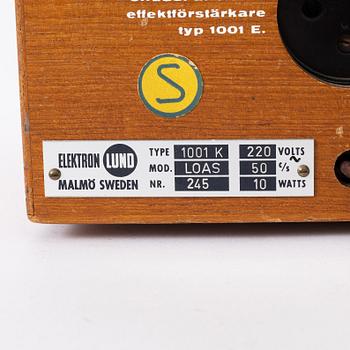 effektförstärkare
typ 1001 E.
S
ELEKTRON LUND
MALMÖ SWEDEN
TYPE 1001 K 220 VOLTS
MOD. LOAS 50 c/s ~
NR. 245 10 WATTS